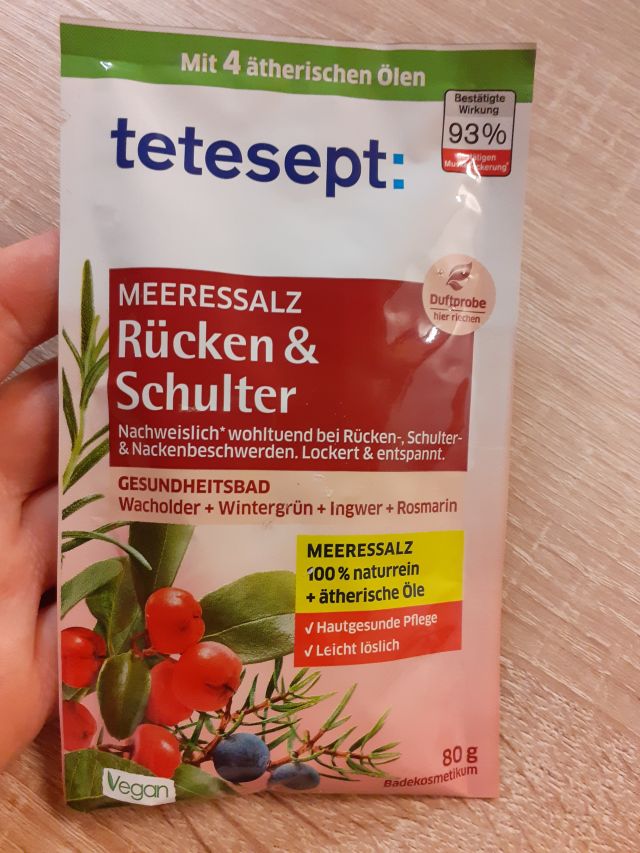 Mit 4 ätherischen Ölen
Bestätigte
Wirkung
93%
tetesept:
Duftprobe
hier riechen
MEERESSALZ
Rücken &
Schulter
Nachweislich* wohltuend bei Rücken-, Schulter-
& Nackenbeschwerden. Lockert & entspannt.
GESUNDHEITSBAD
Wacholder + Wintergrün + Ingwer + Rosmarin
MEERESSALZ
100 % naturrein
+ ätherische Öle
✓ Hautgesunde Pflege
✓ Leicht löslich
80 g
Badekosmetikum
Vegan